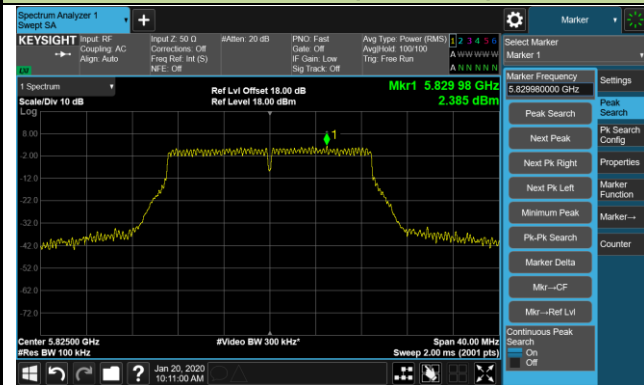 Spectrum Analyzer 1
Swept SA
Marker
KEYSIGHT
Input: RF
Coupling: AC
Align: Auto
Input Z: 50 Ω
Corrections: Off
Freq Ref: Int (S)
NFE: Off
#Atten: 20 dB
PNO: Fast
Gate: Off
IF Gain: Low
Sig Track: Off
Avg Type: Power (RMS)
Avg|Hold: 100/100
Trig: Free Run
1 2 3 4 5 6
A W W W W W
A N N N N N
Select Marker
Marker 1
1 Spectrum
Scale/Div 10 dB
Log
Ref Lvl Offset 18.00 dB
Ref Level 18.00 dBm
Mkr1 5.829 98 GHz
2.385 dBm
8.00
-2.00
-12.0
-22.0
-32.0
-42.0
-52.0
-62.0
-72.0
1
Center 5.82500 GHz
#Res BW 100 kHz
#Video BW 300 kHz*
Span 40.00 MHz
Sweep 2.00 ms (2001 pts)
Marker Frequency
5.829980000 GHz
Peak Search
Next Peak
Next Pk Right
Next Pk Left
Minimum Peak
Pk-Pk Search
Marker Delta
Mkr→CF
Mkr→Ref Lvl
Continuous Peak
Search
On
Off
Settings
Peak
Search
Pk Search
Config
Properties
Marker
Function
Marker→
Counter
Jan 20, 2020
10:11:00 AM